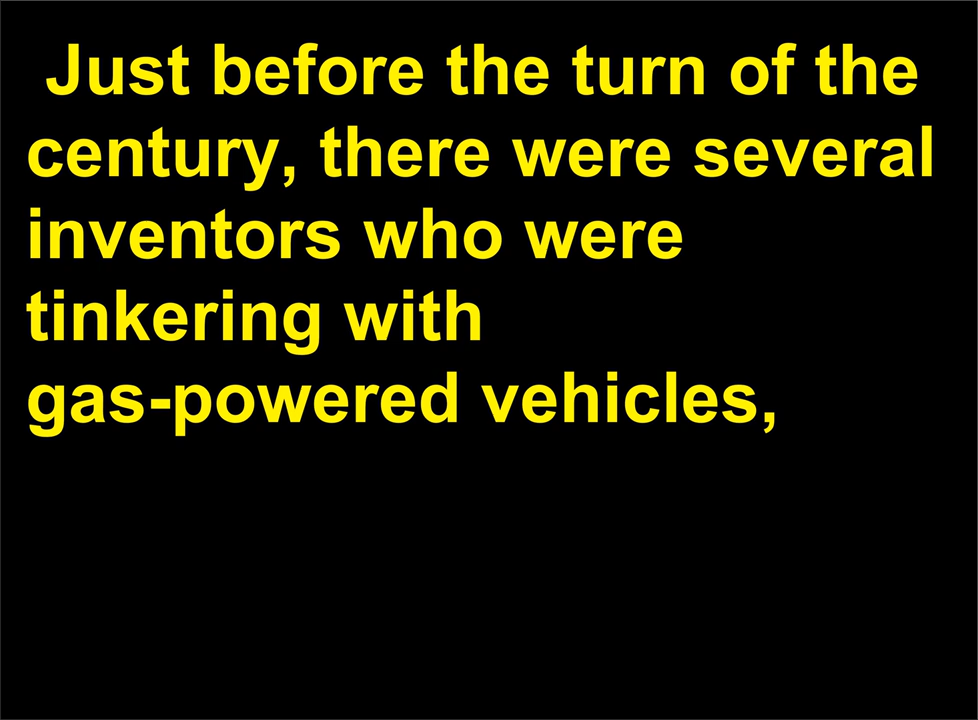 Just before the turn of the
century, there were several
inventors who were
tinkering with
gas-powered vehicles,